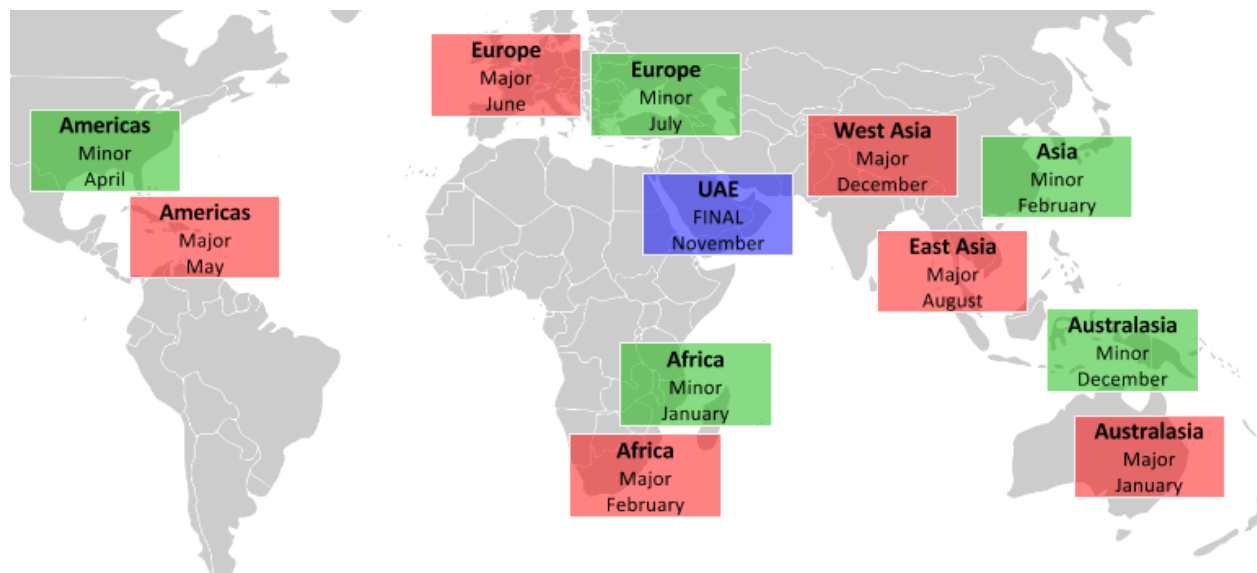 Europe
Major
June
Europe
Minor
July
Americas
Minor
April
West Asia
Major
December
Asia
Minor
February
UAE
FINAL
November
Americas
Major
May
East Asia
Major
August
Australasia
Minor
December
Africa
Minor
January
Australasia
Major
January
Africa
Major
February